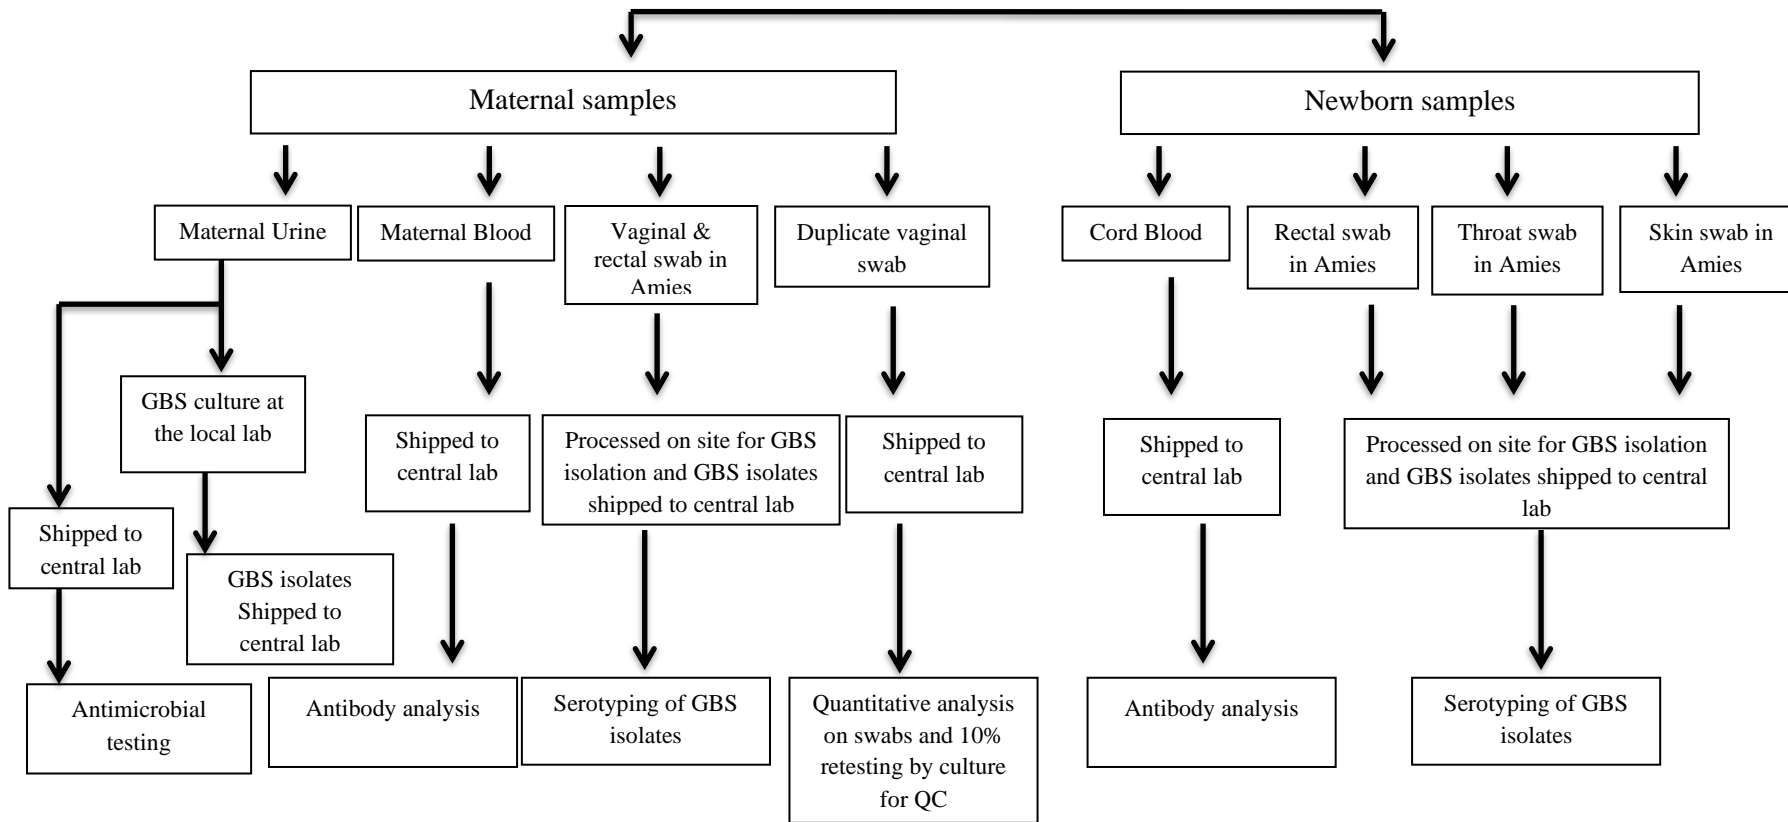 Maternal samples
Newborn samples
Maternal Urine
Maternal Blood
Vaginal &
rectal swab in
Amies
Duplicate vaginal
swab
Cord Blood
Rectal swab
in Amies
Throat swab
in Amies
Skin swab in
Amies
GBS culture at
the local lab
Shipped to
central lab
Processed on site for GBS
isolation and GBS isolates
shipped to central lab
Shipped to
central lab
Shipped to
central lab
Processed on site for GBS isolation
and GBS isolates shipped to central
lab
Shipped to
central lab
GBS isolates
Shipped to
central lab
Antimicrobial
testing
Antibody analysis
Serotyping of GBS
isolates
Quantitative analysis
on swabs and 10%
retesting by culture
for QC
Antibody analysis
Serotyping of GBS
isolates